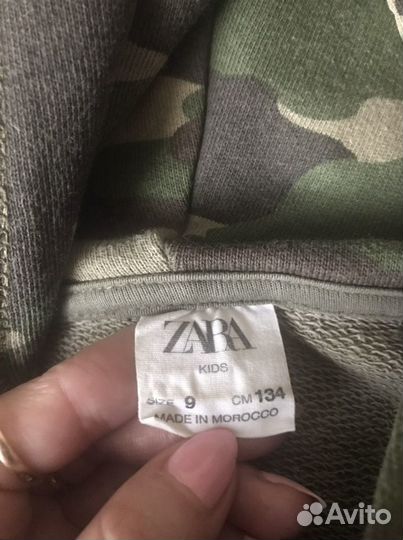 ZARA
KIDS
SIZE 9 CM 134
MADE IN MOROCCO
Avito